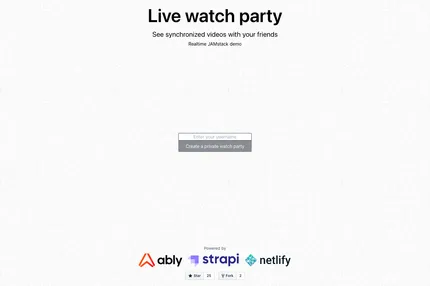 Live watch party
See synchronized videos with your friends
Realtime JAMstack demo
Enter your username
Create a private watch party
Powered by
ably strapi netlify
Star 25 Fork 3